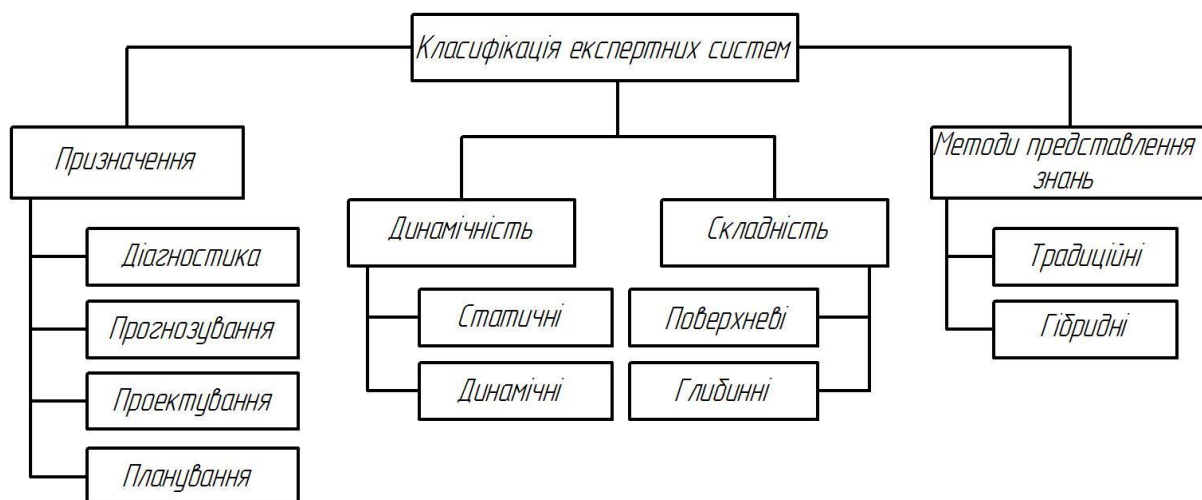 Класифікація експертних систем
Призначення
Діагностика
Прогнозування
Проектування
Планування
Динамічність
Статичні
Динамічні
Складність
Поверхневі
Глибинні
Методи представлення
знань
Традиційні
Гібридні